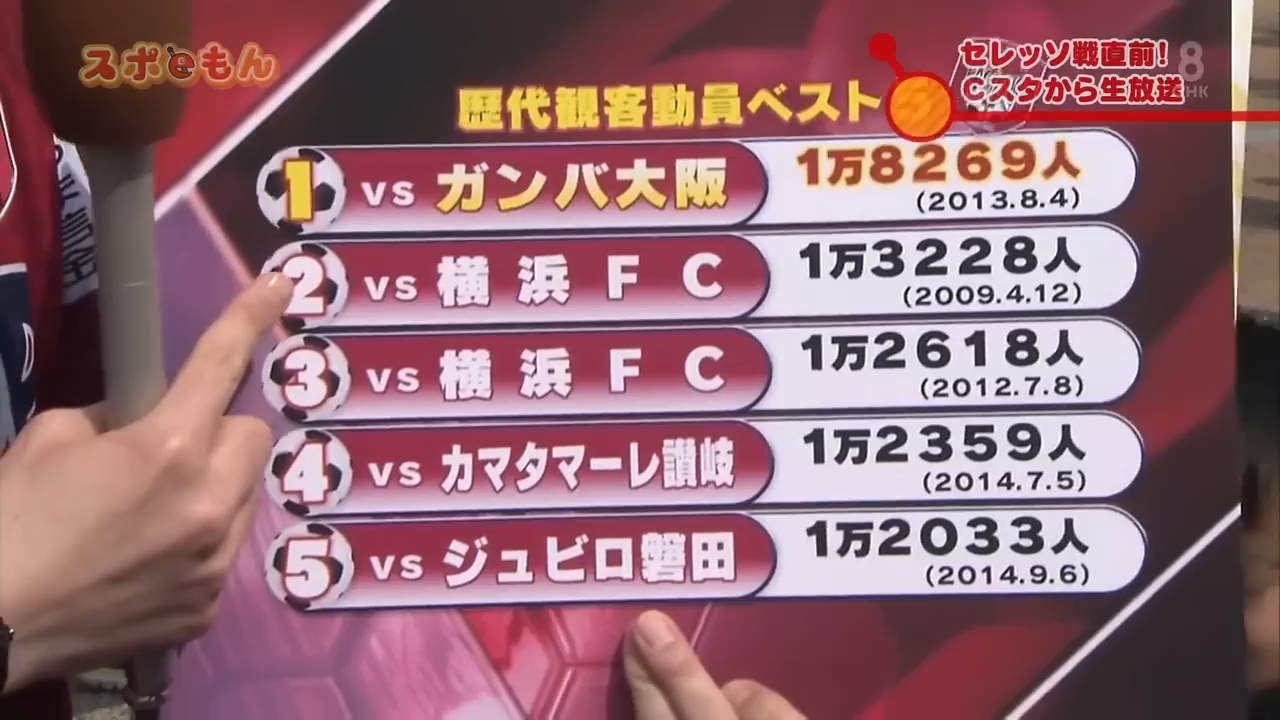 スポeもん
セレッソ戦直前!
Cスタから生放送
歴代観客動員ベスト
1 vs ガンバ大阪 1万8269人
(2013.8.4)
2 vs 横浜FC 1万3228人
(2009.4.12)
3 vs 横浜FC 1万2618人
(2012.7.8)
4 vs カマタマーレ讃岐 1万2359人
(2014.7.5)
5 vs ジュビロ磐田 1万2033人
(2014.9.6)